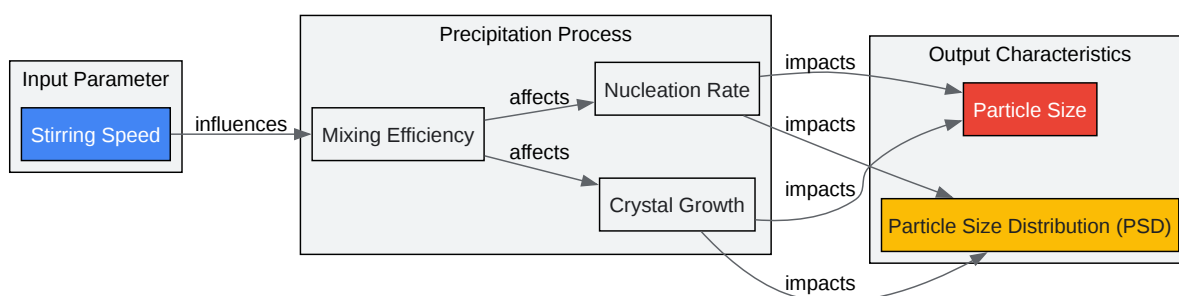 Input Parameter
Stirring Speed
influences
Precipitation Process
Mixing Efficiency
affects
affects
Nucleation Rate
Crystal Growth
impacts
impacts
impacts
impacts
Output Characteristics
Particle Size
Particle Size Distribution (PSD)